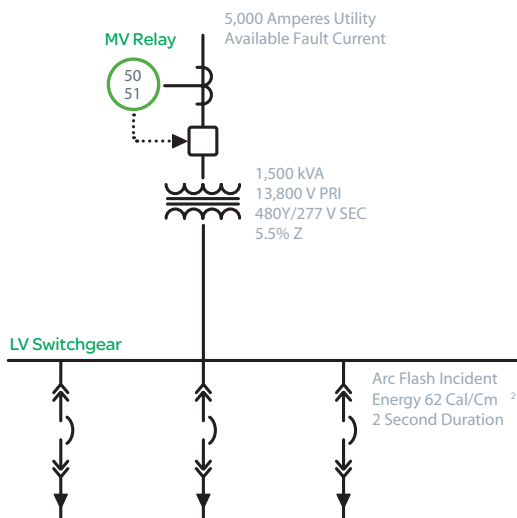 5,000 Amperes Utility
Available Fault Current
MV Relay
50
51
1,500 kVA
13,800 V PRI
480Y/277 V SEC
5.5% Z
LV Switchgear
Arc Flash Incident
Energy 62 Cal/Cm 2
2 Second Duration